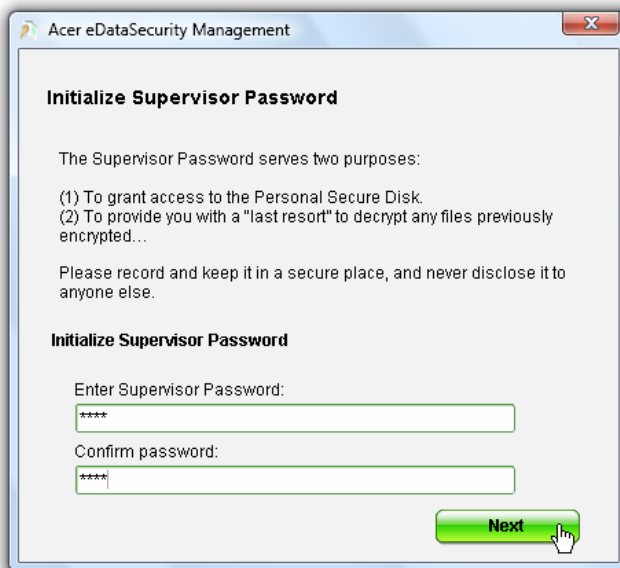 Acer eDataSecurity Management
Initialize Supervisor Password
The Supervisor Password serves two purposes:
(1) To grant access to the Personal Secure Disk.
(2) To provide you with a "last resort" to decrypt any files previously
encrypted...
Please record and keep it in a secure place, and never disclose it to
anyone else.
Initialize Supervisor Password
Enter Supervisor Password:
****
Confirm password:
****
Next